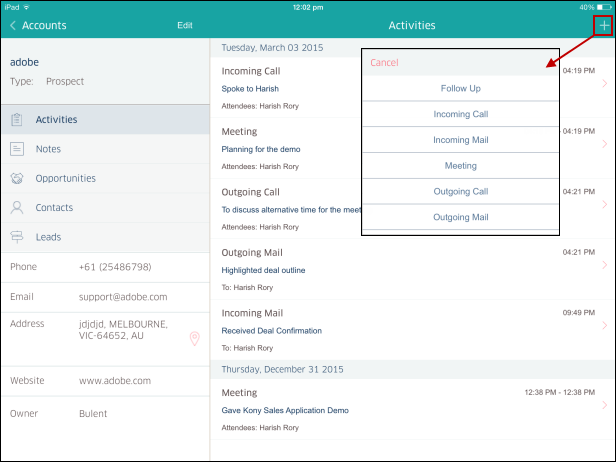 iPad 12:02 pm 40%
Accounts Edit Activities +
adobe
Type: Prospect
Activities
Notes
Opportunities
Contacts
Leads
Phone +61 (25486798)
Email support@adobe.com
Address jdjdjd, MELBOURNE,
VIC-64652, AU
Website www.adobe.com
Owner Bulent
Tuesday, March 03 2015
Incoming Call 04:19 PM
Spoke to Harish
Attendees: Harish Rory
Meeting 04:19 PM
Planning for the demo
Attendees: Harish Rory
Outgoing Call 04:21 PM
To discuss alternative time for the meet
Attendees: Harish Rory
Outgoing Mail 04:21 PM
Highlighted deal outline
To: Harish Rory
Incoming Mail 09:49 PM
Received Deal Confirmation
To: Harish Rory
Thursday, December 31 2015
Meeting 12:38 PM - 12:38 PM
Gave Kony Sales Application Demo
Attendees: Harish Rory
Cancel
Follow Up
Incoming Call
Incoming Mail
Meeting
Outgoing Call
Outgoing Mail